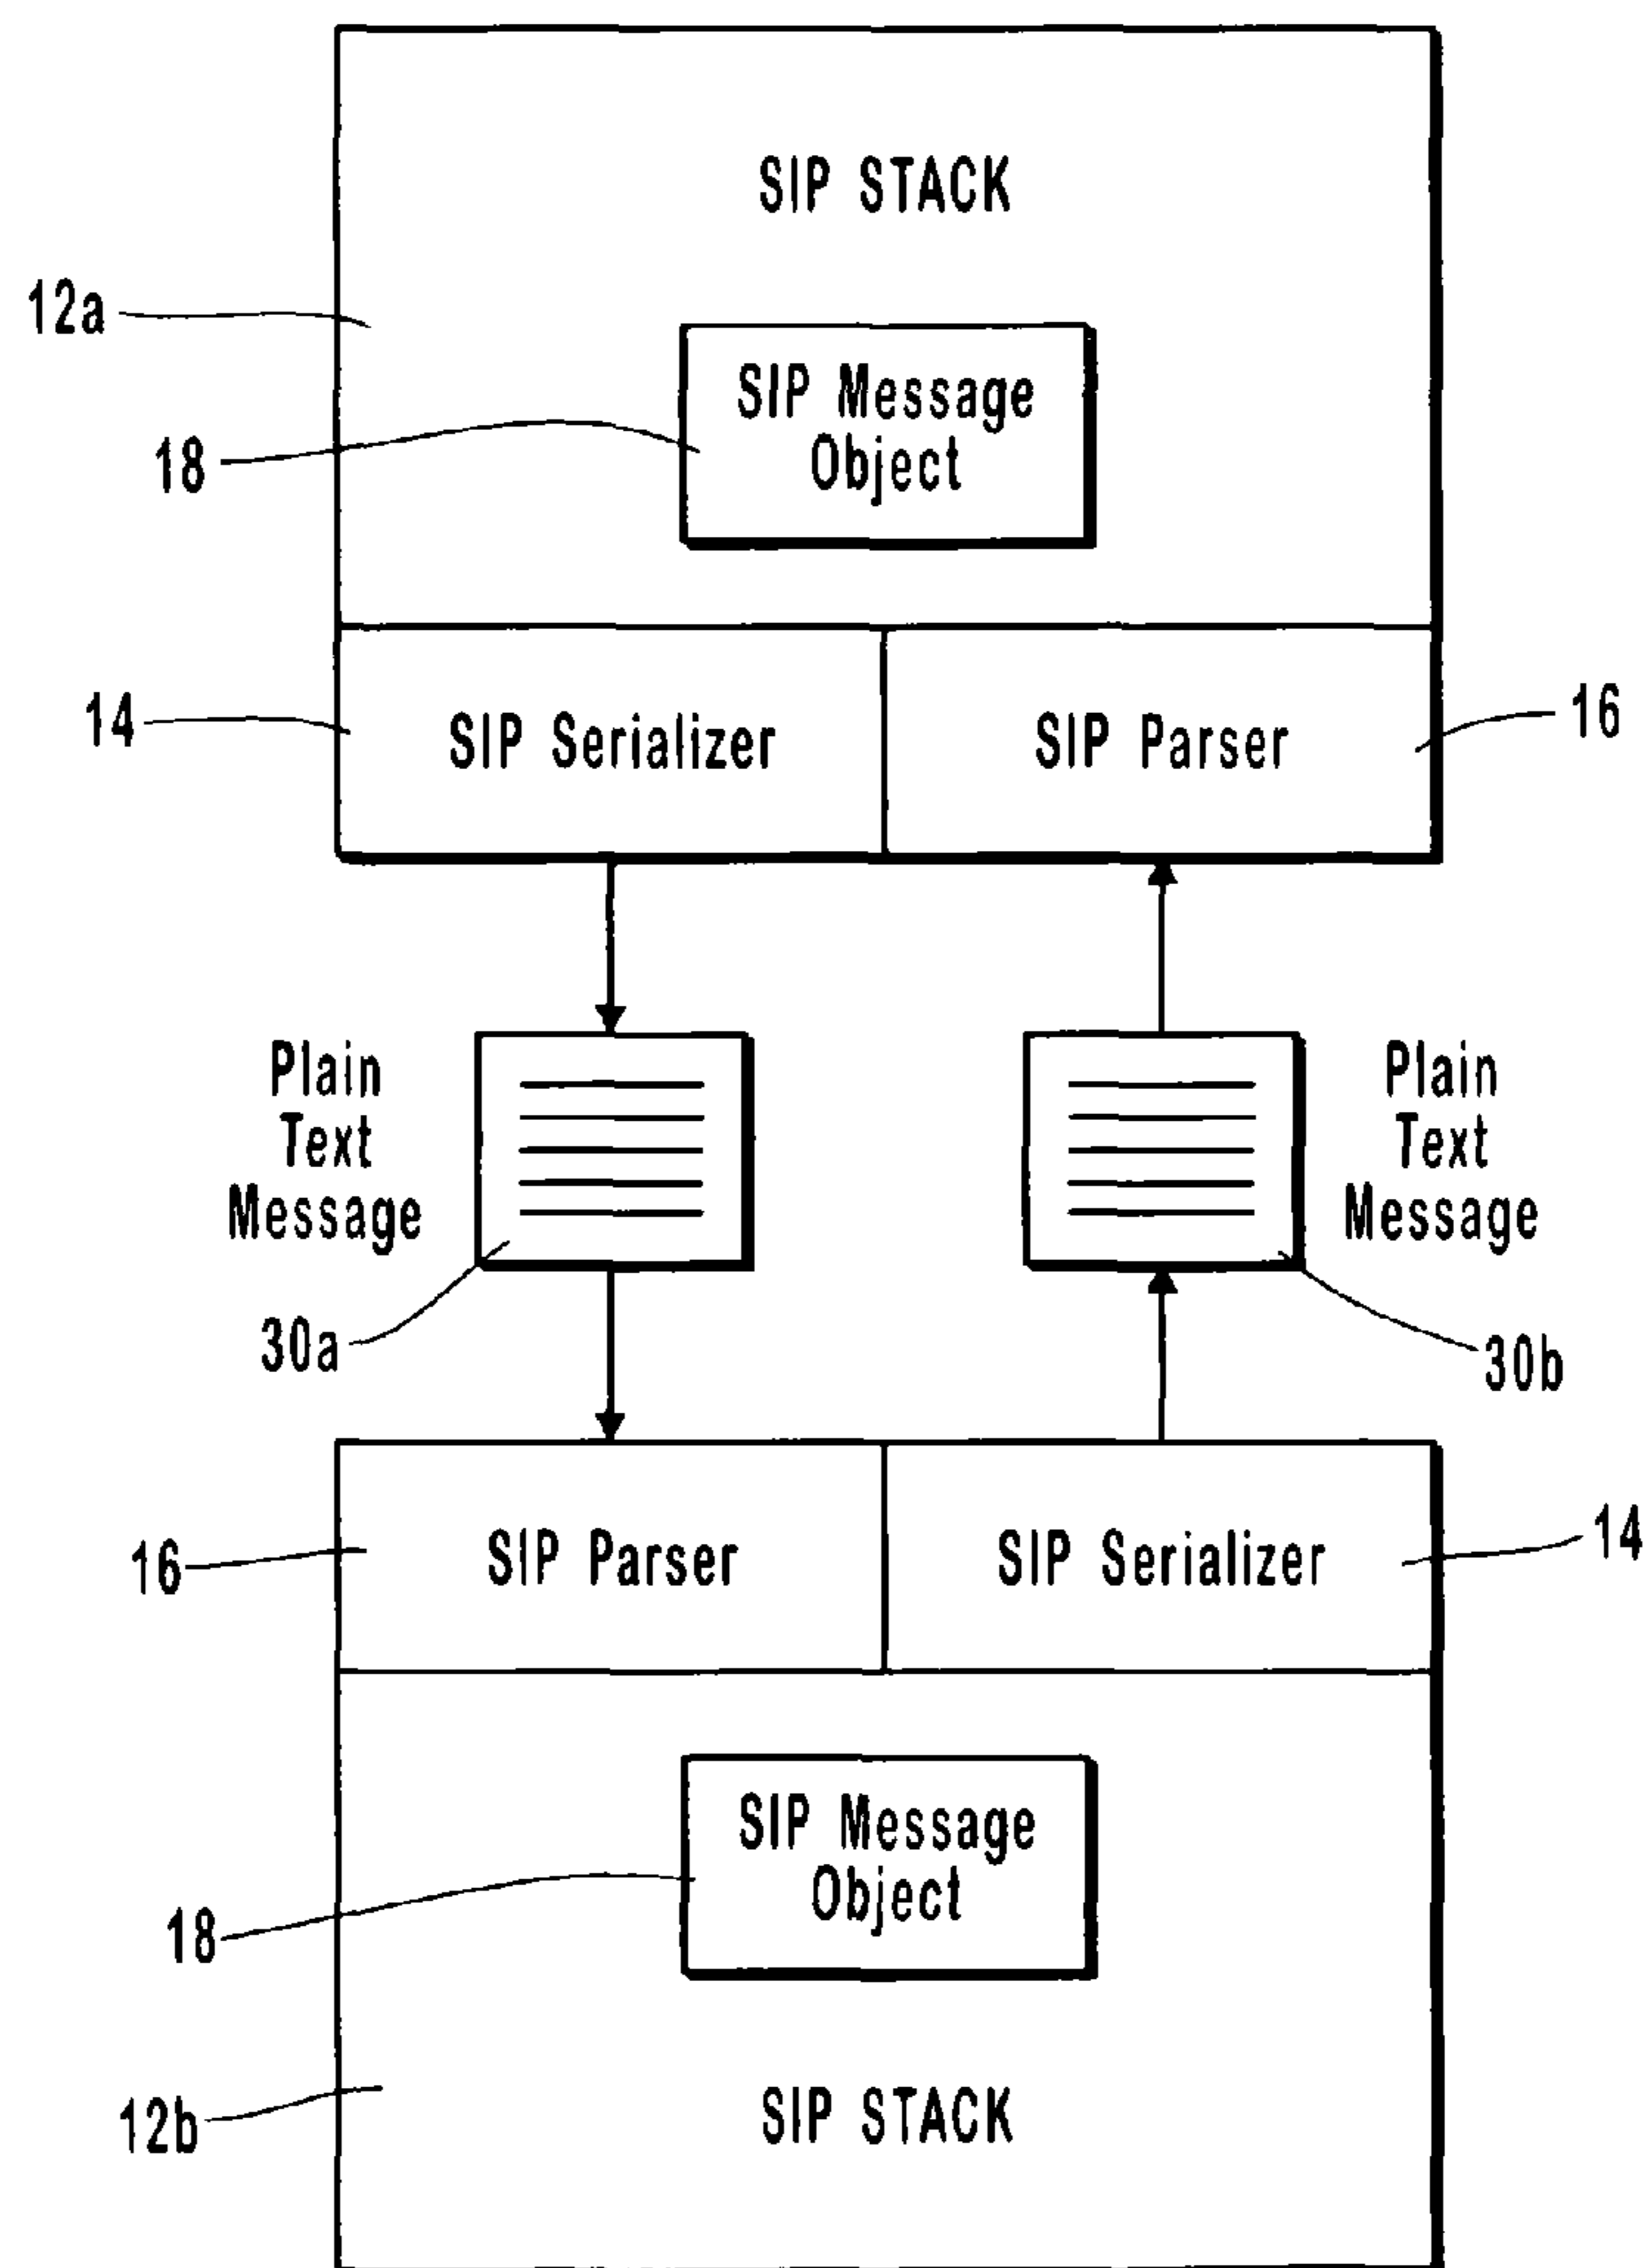 SIP STACK
12a
SIP Message
Object
18
14
SIP Serializer
SIP Parser
16
Plain
Text
Message
Plain
Text
Message
30a
30b
16
SIP Parser
SIP Serializer
14
SIP Message
Object
18
12b
SIP STACK